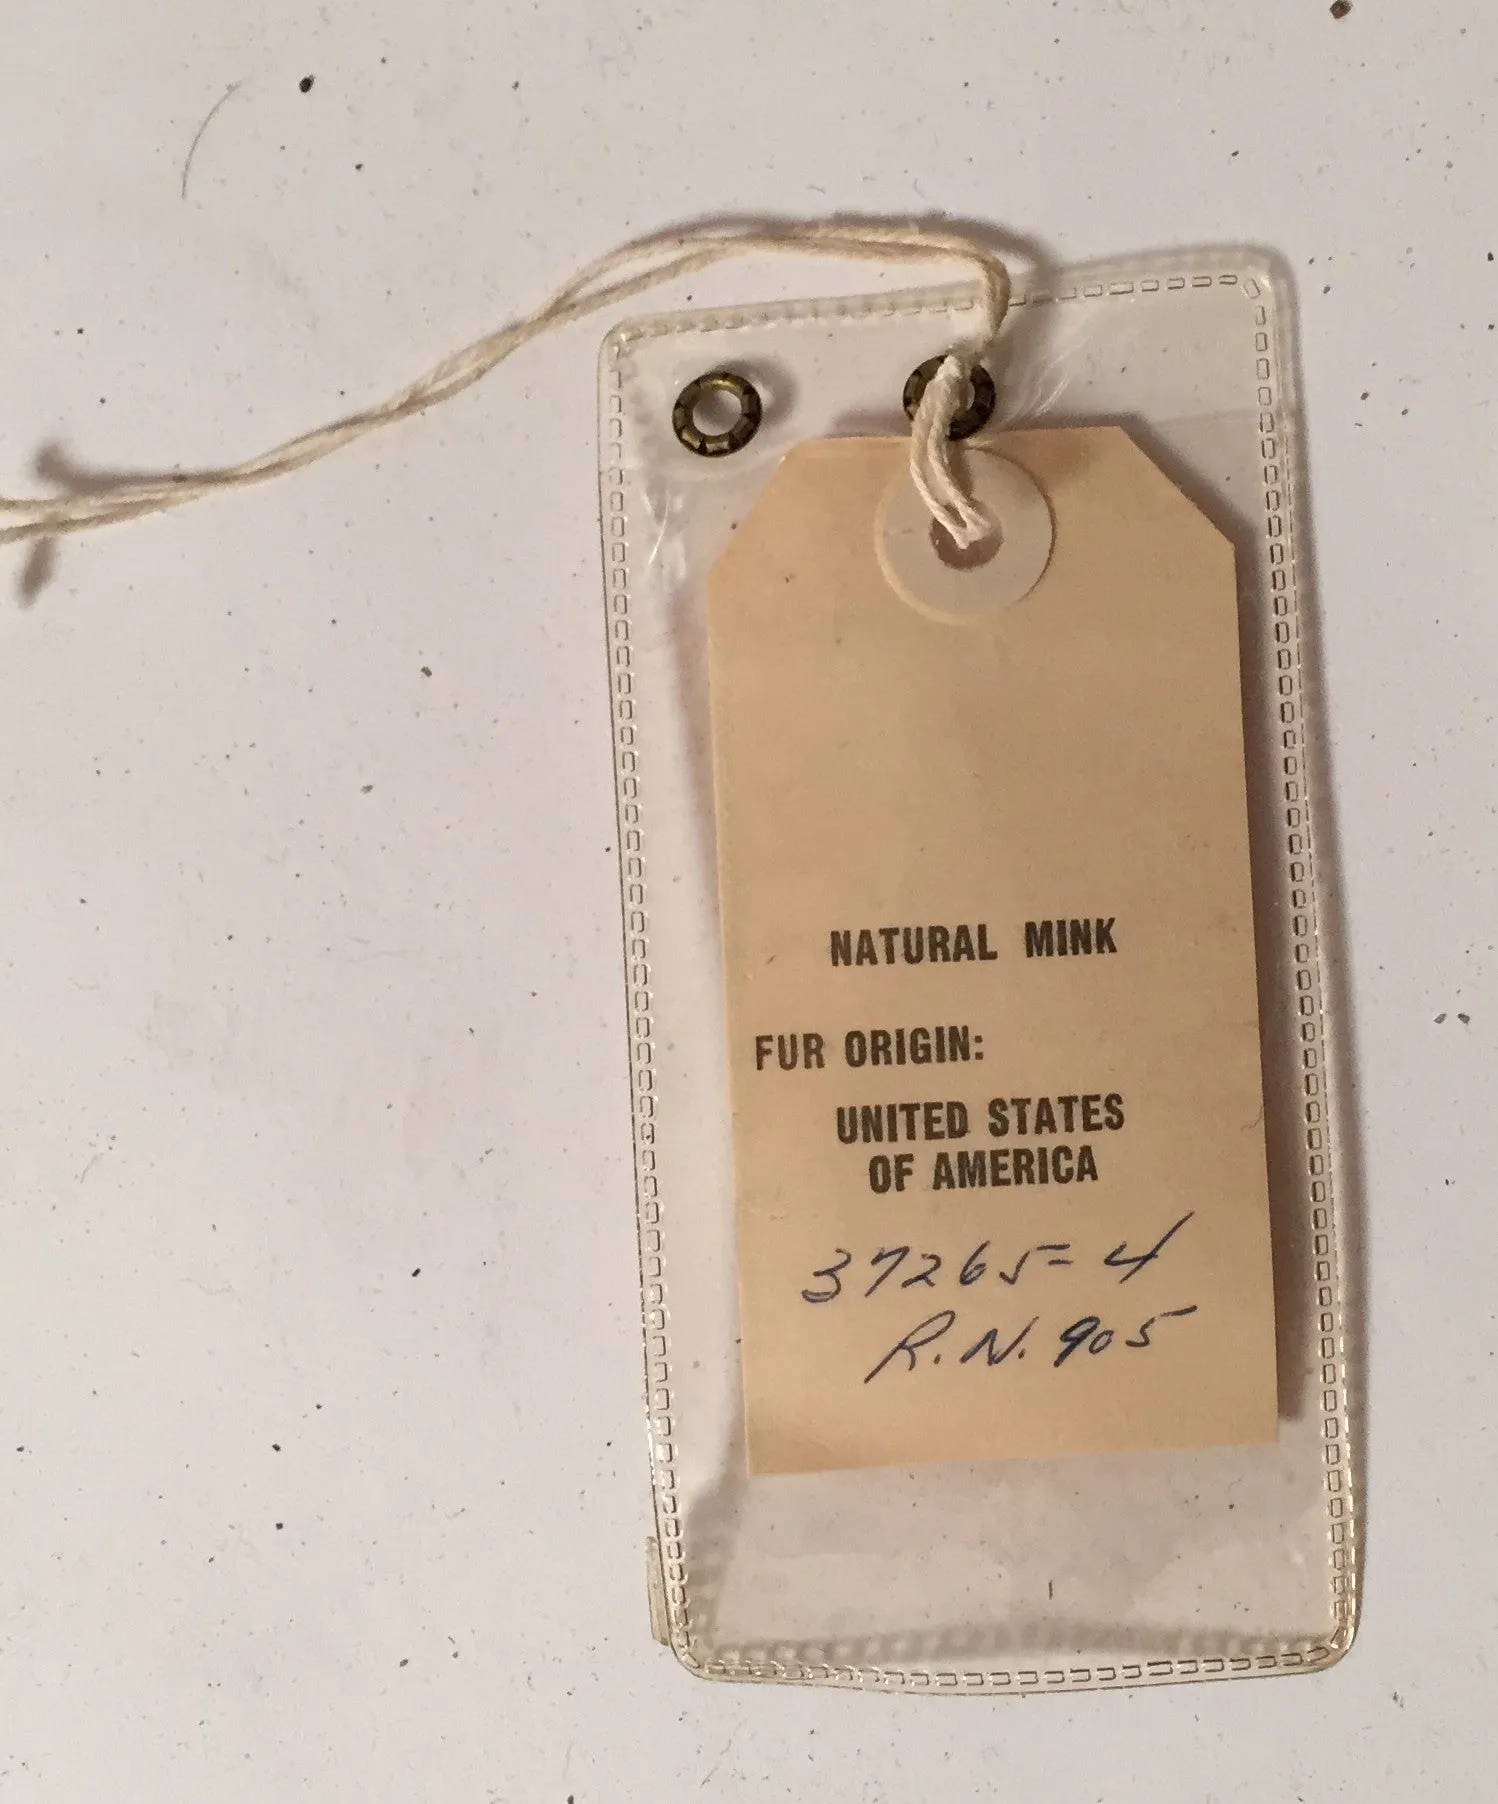 NATURAL MINK
FUR ORIGIN:
UNITED STATES
OF AMERICA
37265-4
R.N. 905